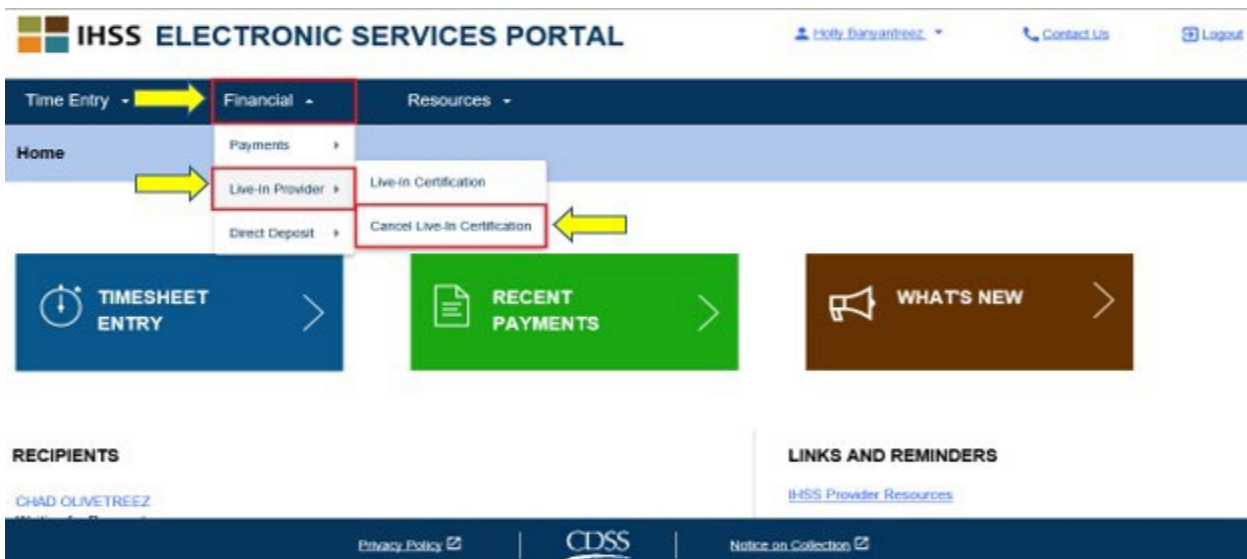 IHSS ELECTRONIC SERVICES PORTAL
Holly Banyantreez
Contact Us
Logout
Time Entry
Financial
Resources
Home
Payments
Live-In Provider
Live-In Certification
Direct Deposit
Cancel Live-In Certification
TIMESHEET
ENTRY
RECENT
PAYMENTS
WHAT'S NEW
RECIPIENTS
LINKS AND REMINDERS
CHAD OLIVETREEZ
IHSS Provider Resources
Privacy Policy
CDSS
Notice on Collection